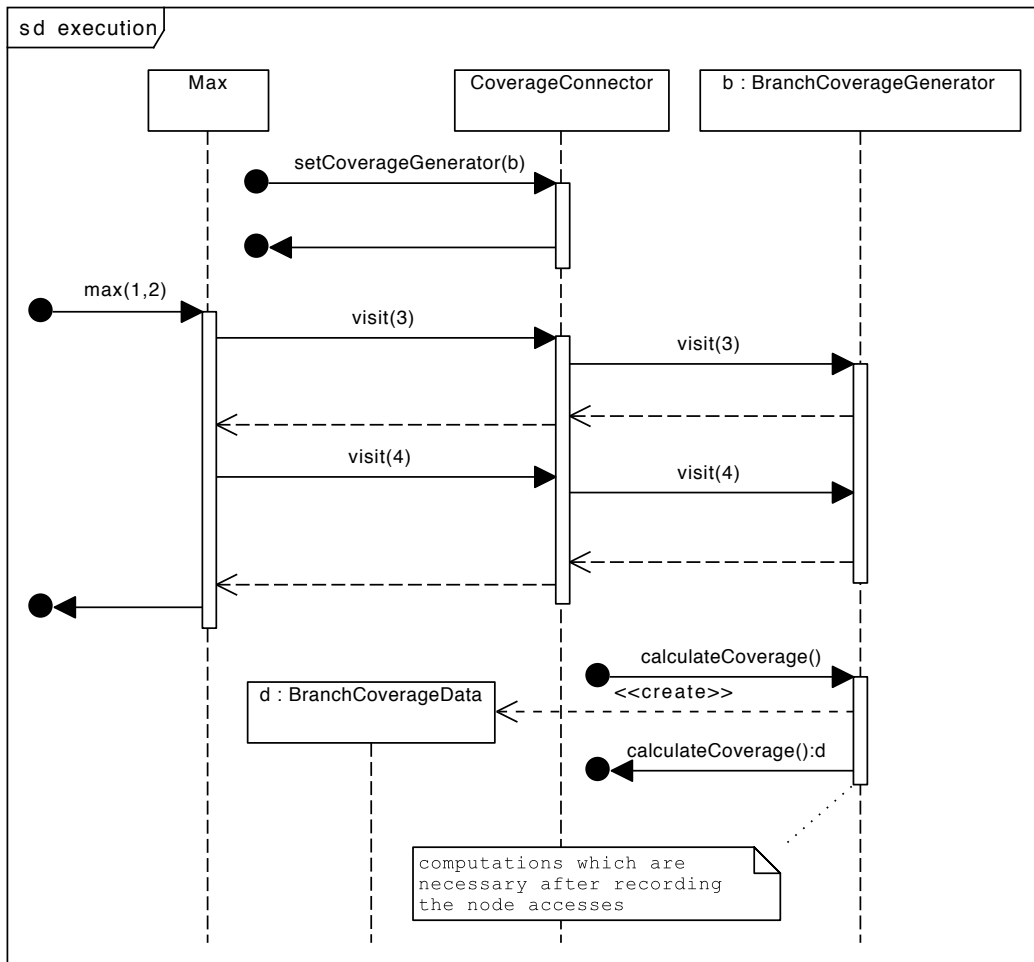 sd execution
Max
CoverageConnector
b : BranchCoverageGenerator
setCoverageGenerator(b)
max(1,2)
visit(3)
visit(3)
visit(4)
visit(4)
calculateCoverage()
<<create>>
d : BranchCoverageData
calculateCoverage():d
computations which are
necessary after recording
the node accesses